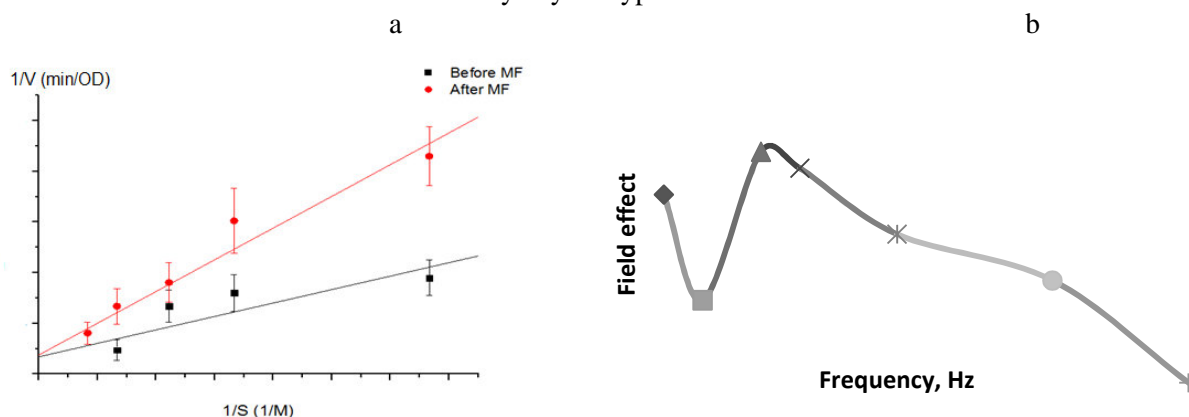 a
b
1/V (min/OD)
Before MF
After MF
1/S (1/M)
Field effect
Frequency, Hz